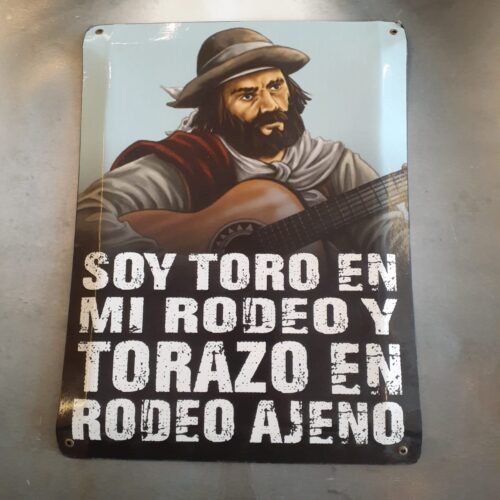 SOY TORO EN
MI RODEO Y
TORAZO EN
RODEO AJENO